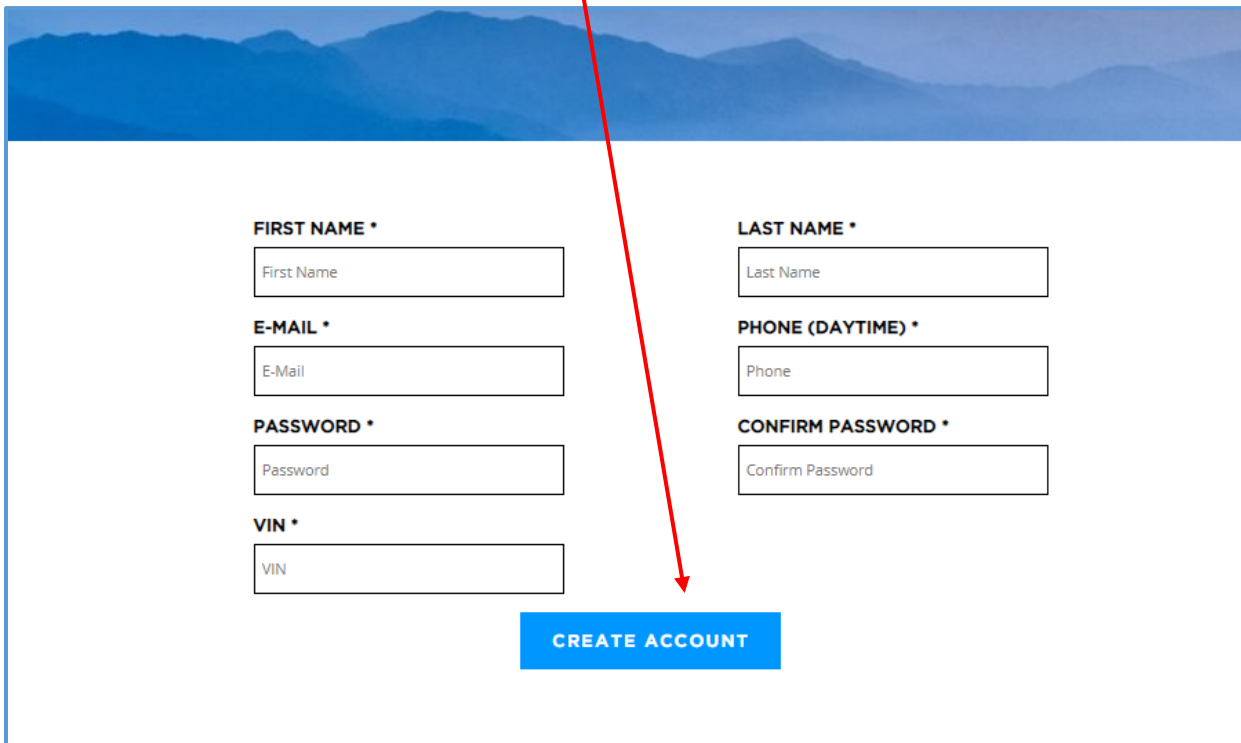 FIRST NAME *
LAST NAME *
First Name
Last Name
E-MAIL *
PHONE (DAYTIME) *
E-Mail
Phone
PASSWORD *
CONFIRM PASSWORD *
Password
Confirm Password
VIN *
VIN
CREATE ACCOUNT